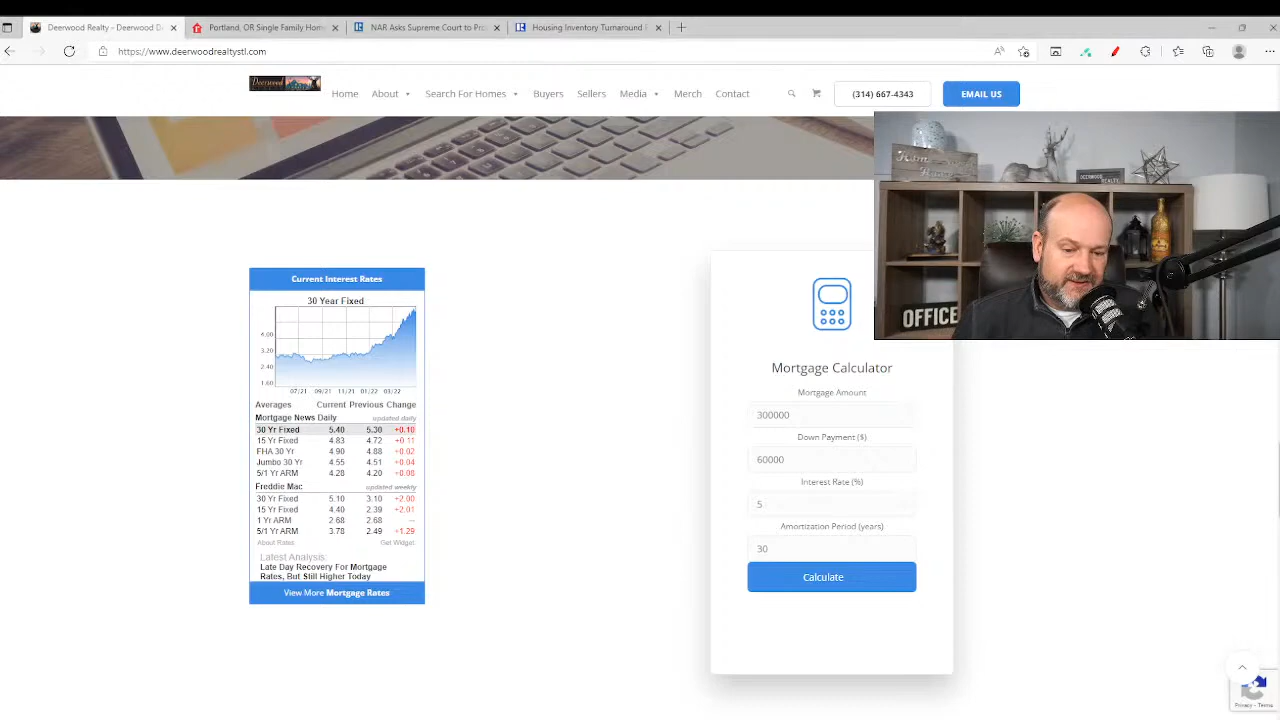 Deerwood Realty - Deerwood D
Portland, OR Single Family Hom
NAR Asks Supreme Court to Pro
Housing Inventory Turnaround
https://www.deerwoodrealtystl.com
Deerwood
Home
About
Search For Homes
Buyers
Sellers
Media
Merch
Contact
(314) 667-4343
EMAIL US
DEERWOOD
REALTY
OFFICE
Current Interest Rates
30 Year Fixed
4.00
3.20
2.40
1.60
07/21 09/21 11/21 01/22 03/22
Averages Current Previous Change
Mortgage News Daily updated daily
30 Yr Fixed 5.40 5.30 +0.10
15 Yr Fixed 4.83 4.72 +0.11
FHA 30 Yr 4.90 4.88 +0.02
Jumbo 30 Yr 4.55 4.51 +0.04
5/1 Yr ARM 4.28 4.20 +0.08
Freddie Mac updated weekly
30 Yr Fixed 5.10 3.10 +2.00
15 Yr Fixed 4.40 2.39 +2.01
1 Yr ARM 2.68 2.68 --
5/1 Yr ARM 3.78 2.49 +1.29
About Rates Get Widget
Latest Analysis:
Late Day Recovery For Mortgage
Rates, But Still Higher Today
View More Mortgage Rates
Mortgage Calculator
Mortgage Amount
300000
Down Payment ($)
60000
Interest Rate (%)
5
Amortization Period (years)
30
Calculate
Privacy - Terms